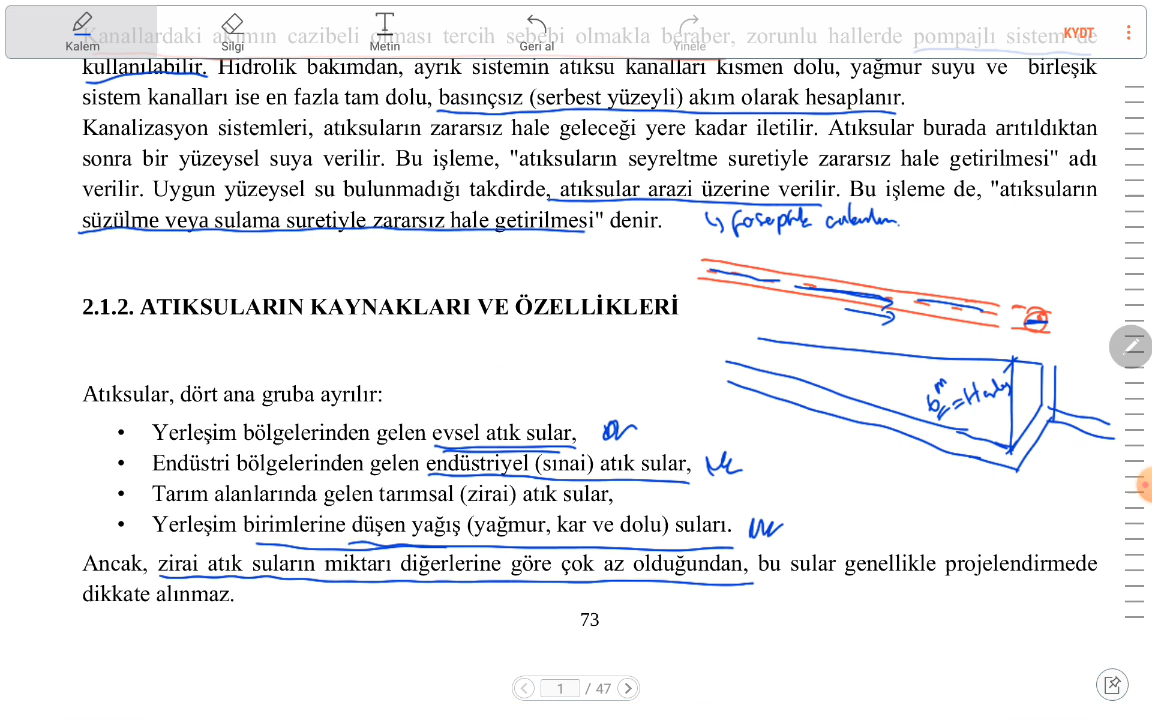 Kalem
Silgi
Metin
Geri al
Yinele
KYDT
Kanallardaki akımın cazibeli olması tercih sebebi olmakla beraber, zorunlu hallerde pompajlı sistem de
kullanılabilir. Hidrolik bakımdan, ayrık sistemin atıksu kanalları kısmen dolu, yağmur suyu ve birleşik
sistem kanalları ise en fazla tam dolu, basınçsız (serbest yüzeyli) akım olarak hesaplanır.
Kanalizasyon sistemleri, atıksuların zararsız hale geleceği yere kadar iletilir. Atıksular burada arıtıldıktan
sonra bir yüzeysel suya verilir. Bu işleme, "atıksuların seyreltme suretiyle zararsız hale getirilmesi" adı
verilir. Uygun yüzeysel su bulunmadığı takdirde, atıksular arazi üzerine verilir. Bu işleme de, "atıksuların
süzülme veya sulama suretiyle zararsız hale getirilmesi" denir.
2.1.2. ATIKSULARIN KAYNAKLARI VE ÖZELLİKLERİ
Atıksular, dört ana gruba ayrılır:
• Yerleşim bölgelerinden gelen evsel atık sular,
• Endüstri bölgelerinden gelen endüstriyel (sınai) atık sular,
• Tarım alanlarında gelen tarımsal (zirai) atık sular,
• Yerleşim birimlerine düşen yağış (yağmur, kar ve dolu) suları.
Ancak, zirai atık suların miktarı diğerlerine göre çok az olduğundan, bu sular genellikle projelendirmede
dikkate alınmaz.
73
1 / 47